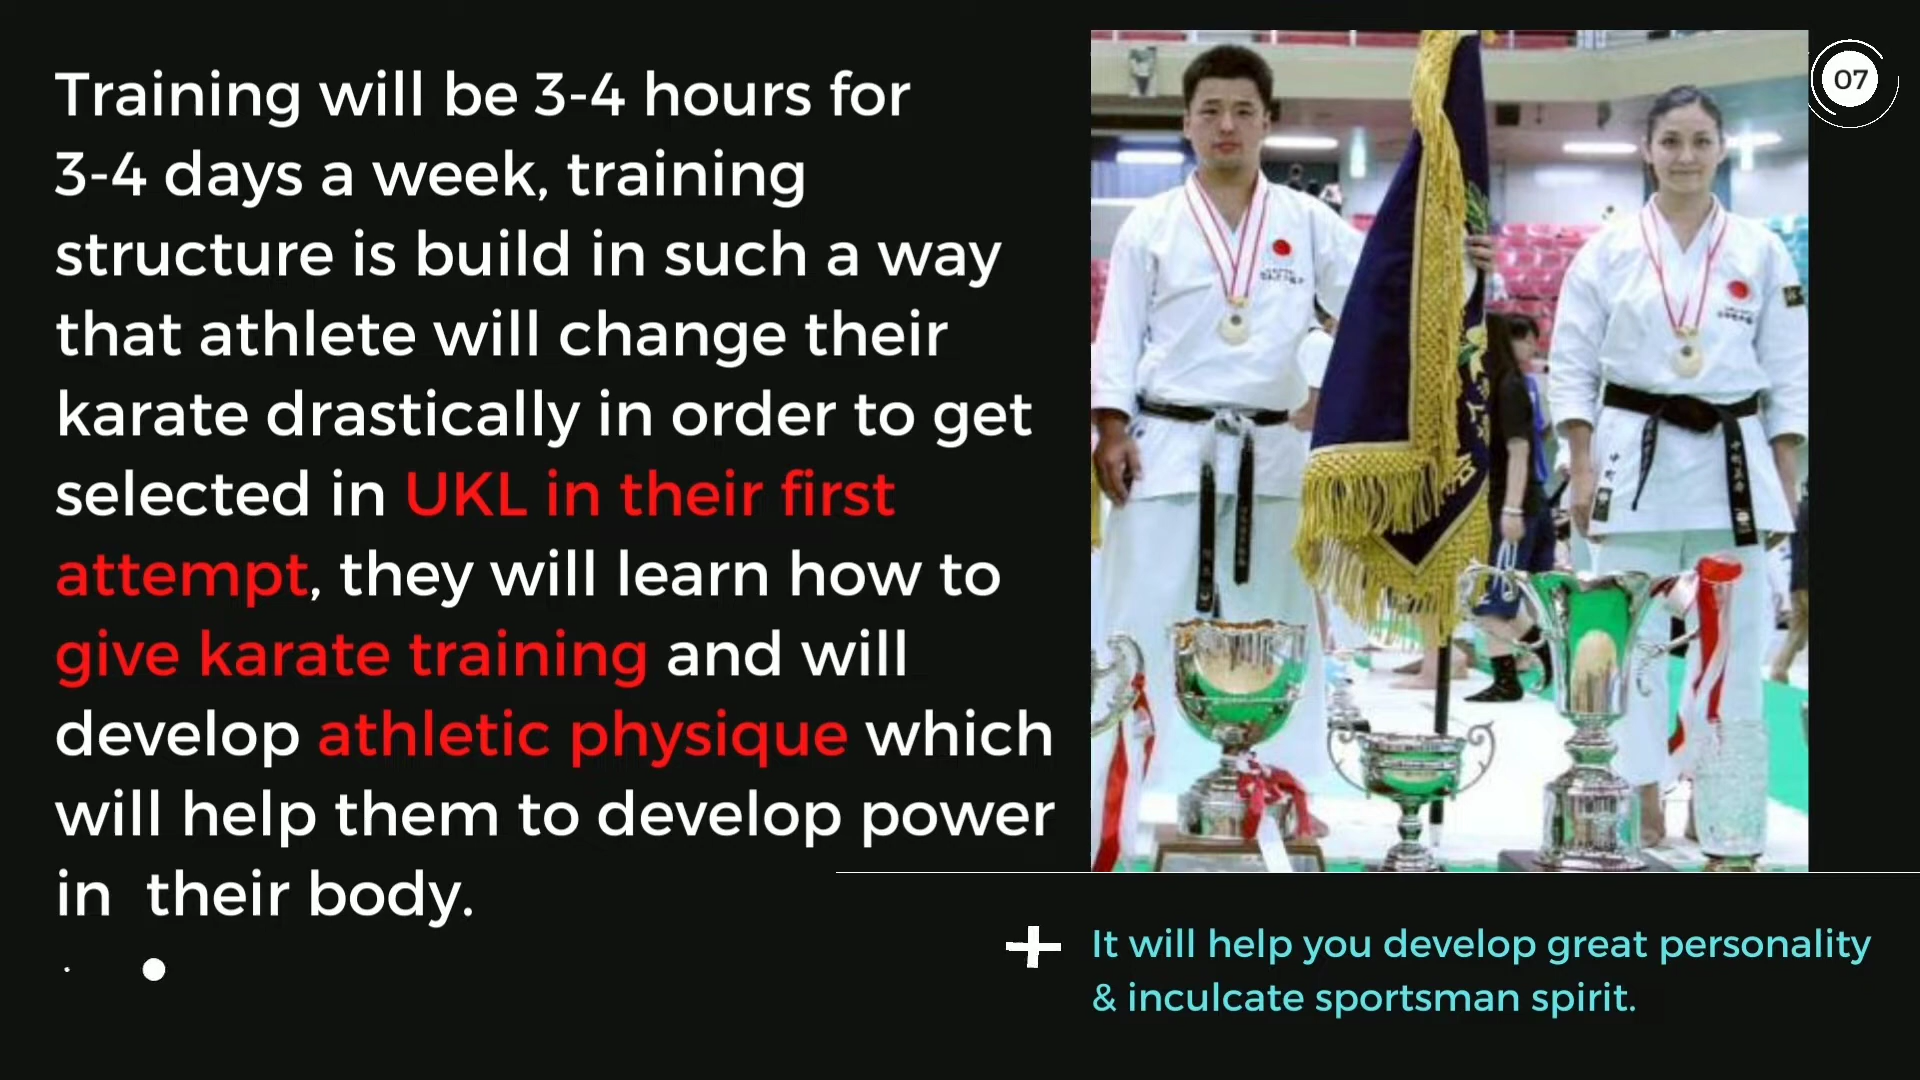 Training will be 3-4 hours for
3-4 days a week, training
structure is build in such a way
that athlete will change their
karate drastically in order to get
selected in UKL in their first
attempt, they will learn how to
give karate training and will
develop athletic physique which
will help them to develop power
in their body.
07
It will help you develop great personality
& inculcate sportsman spirit.